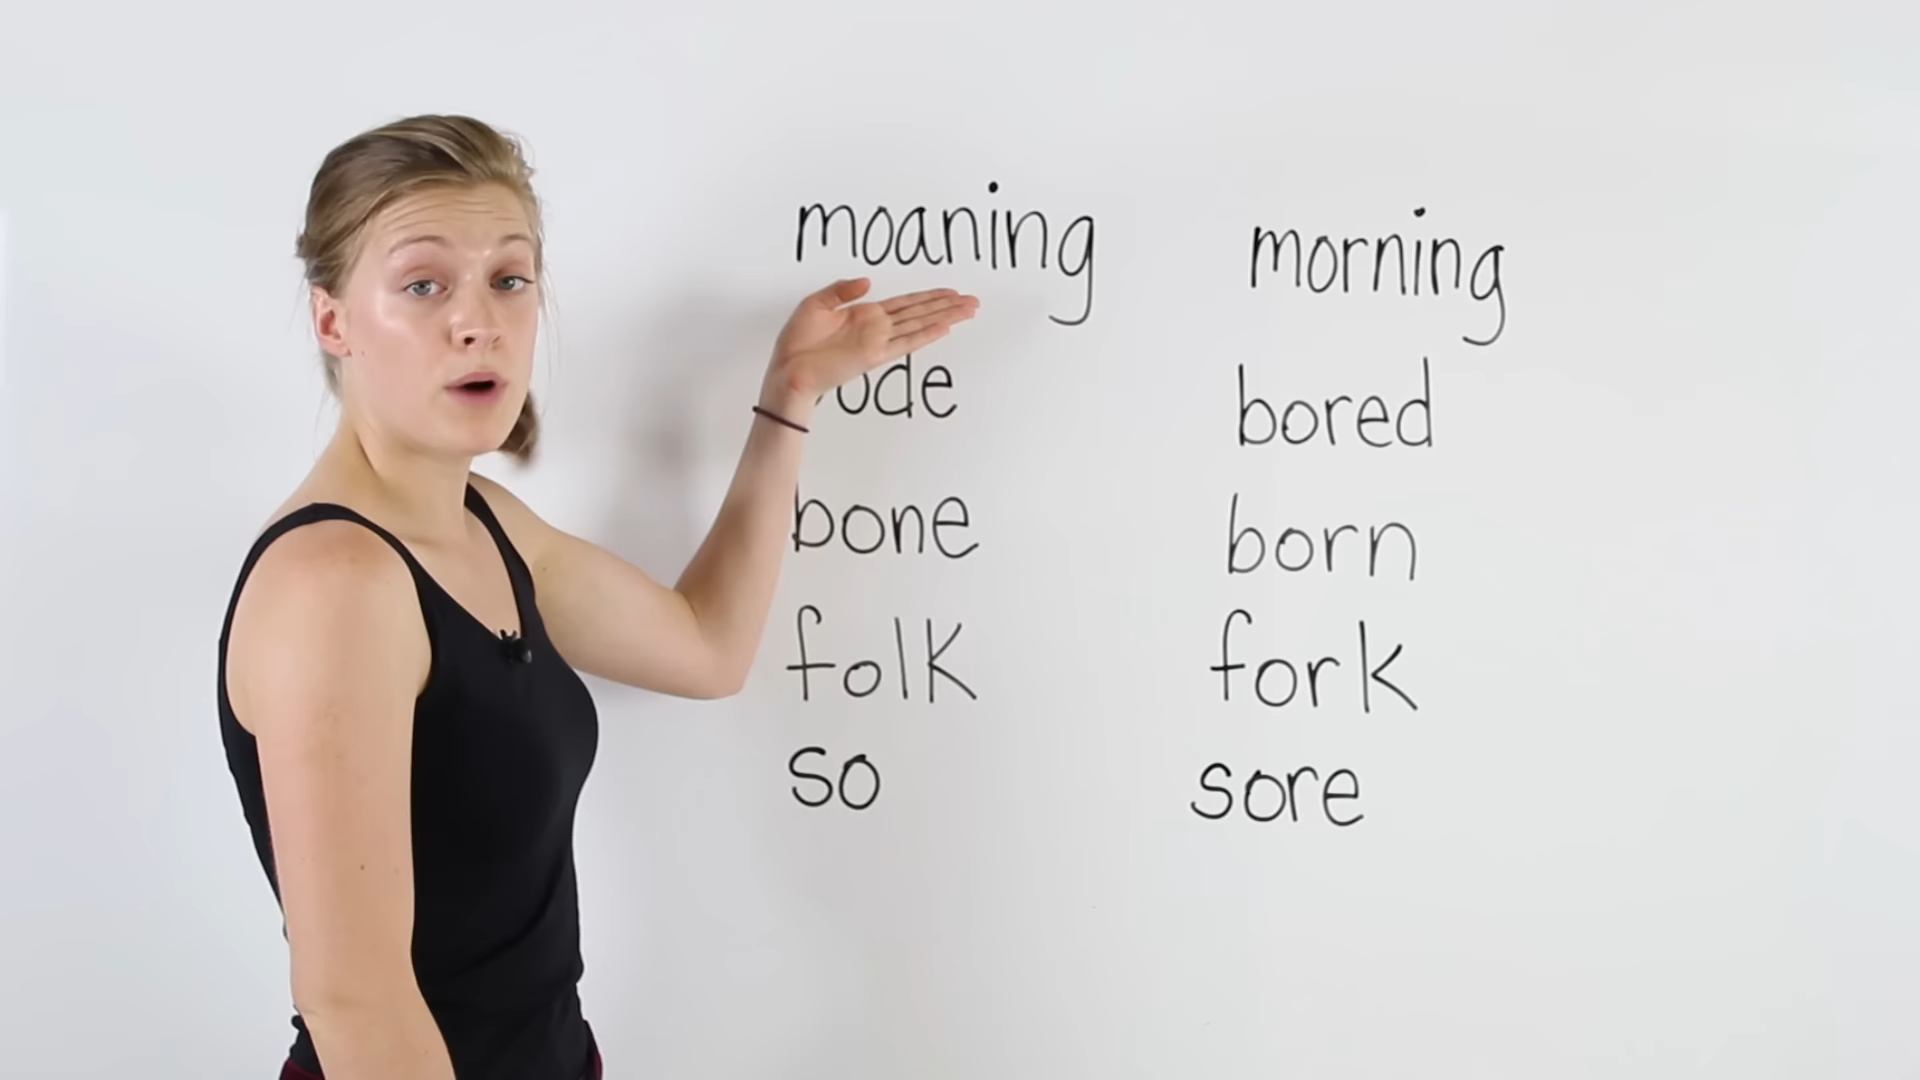 moaning morning
bored
bone born
folk fork
so sore